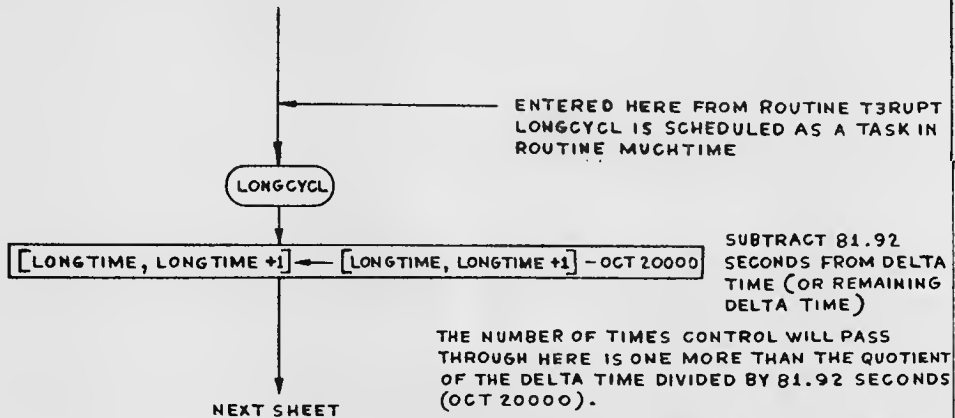 ENTERED HERE FROM ROUTINE T3RUPT
LONGCYCL IS SCHEDULED AS A TASK IN
ROUTINE MUCHTIME
LONGCYCL
[LONGTIME, LONGTIME +1] ← [LONGTIME, LONGTIME +1] - OCT 20000
SUBTRACT 81.92
SECONDS FROM DELTA
TIME (OR REMAINING
DELTA TIME)
THE NUMBER OF TIMES CONTROL WILL PASS
THROUGH HERE IS ONE MORE THAN THE QUOTIENT
OF THE DELTA TIME DIVIDED BY 81.92 SECONDS
(OCT 20000).
NEXT SHEET